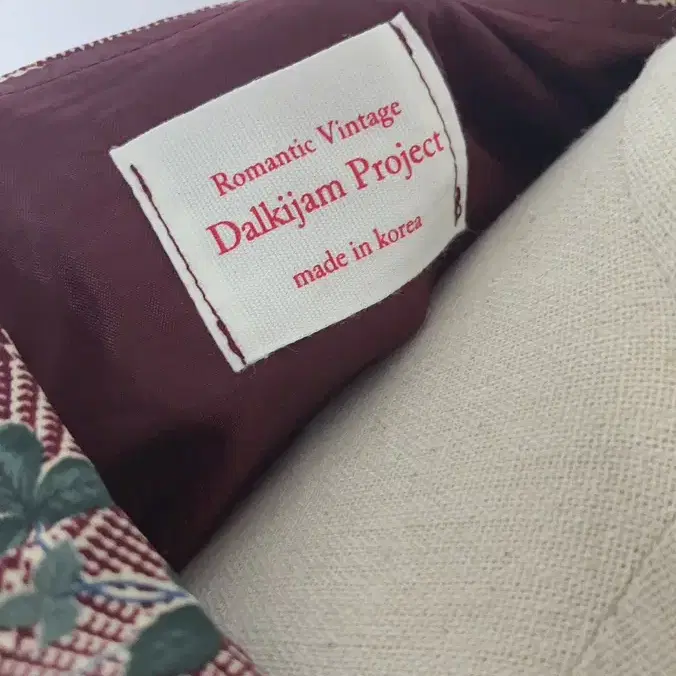 Romantic Vintage
Dalkijam Project
made in korea